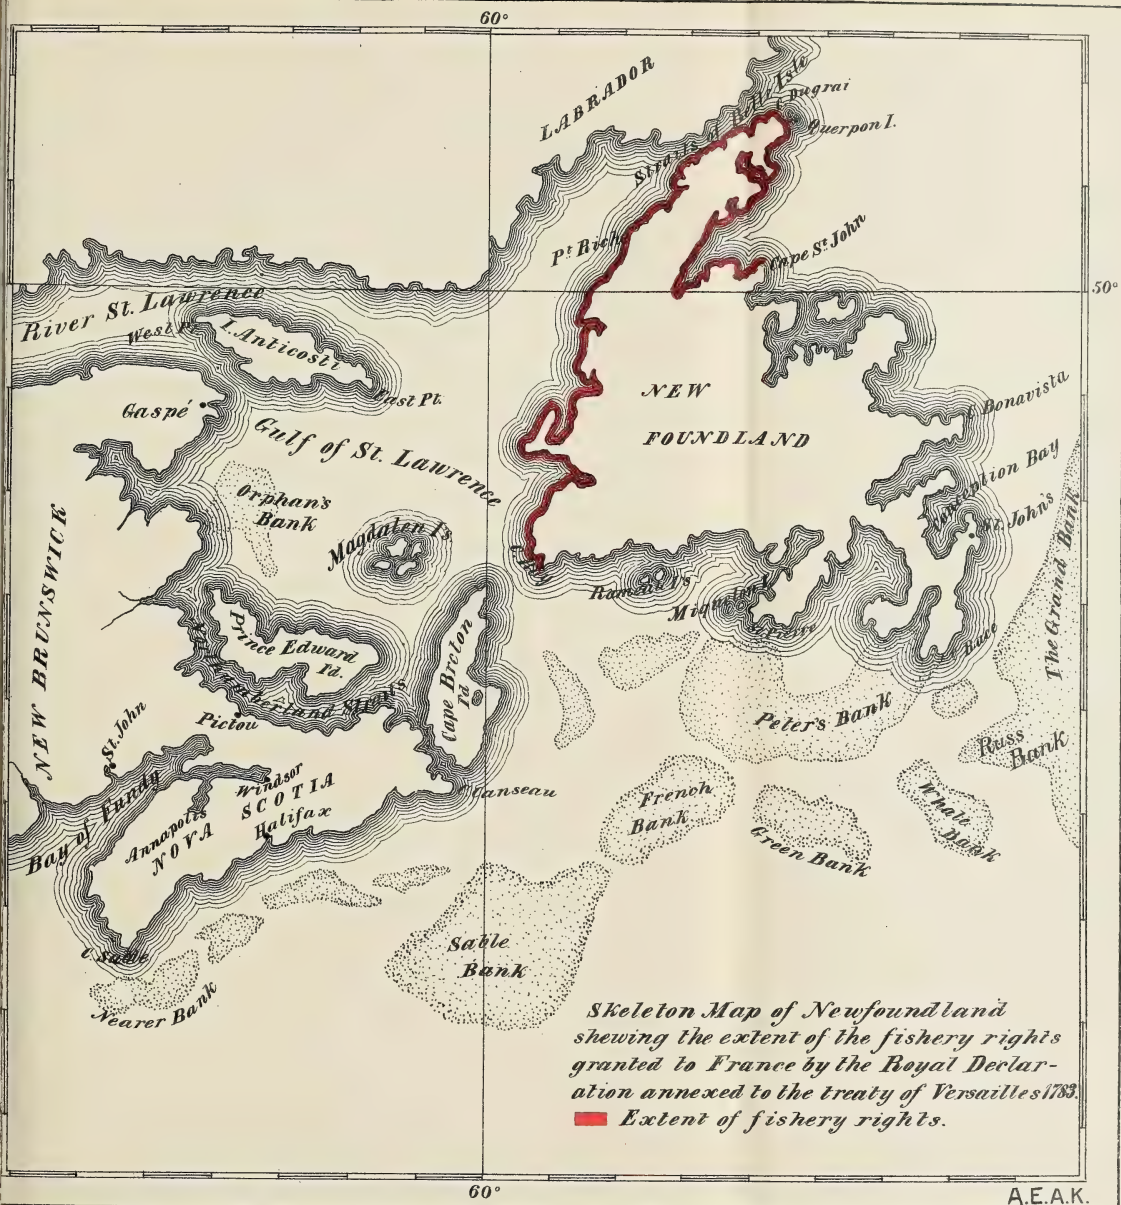 60°
LABRADOR
Straits of Belle Isle
C Dugrai
Querpon I.
Pt. Rich
Cape St. John
50°
River St. Lawrence
West Pt.
I. Anticosti
East Pt.
Gaspé
Gulf of St. Lawrence
NEW
FOUNDLAND
C Bonavista
Orphan's
Bank
Magdalen I's
Conception Bay
St. John's
The Grand Bank
NEW BRUNSWICK
C. Ray
Rameau I's
Miquelon I.
St. Pierre
C Race
Prince Edward
Id.
Northumberland Straits
Cape Breton
Id
Pictou
St. John
Peter's Bank
Russ
Bank
Bay of Fundy
Windsor
SCOTIA
Halifax
Annapolis
NOVA
C Canseau
French
Bank
Green Bank
Whale
Bank
C. Sable
Nearer Bank
Sable
Bank
Skeleton Map of Newfoundland
shewing the extent of the fishery rights
granted to France by the Royal Declar-
ation annexed to the treaty of Versailles 1783.
Extent of fishery rights.
60°
A.E.A.K.